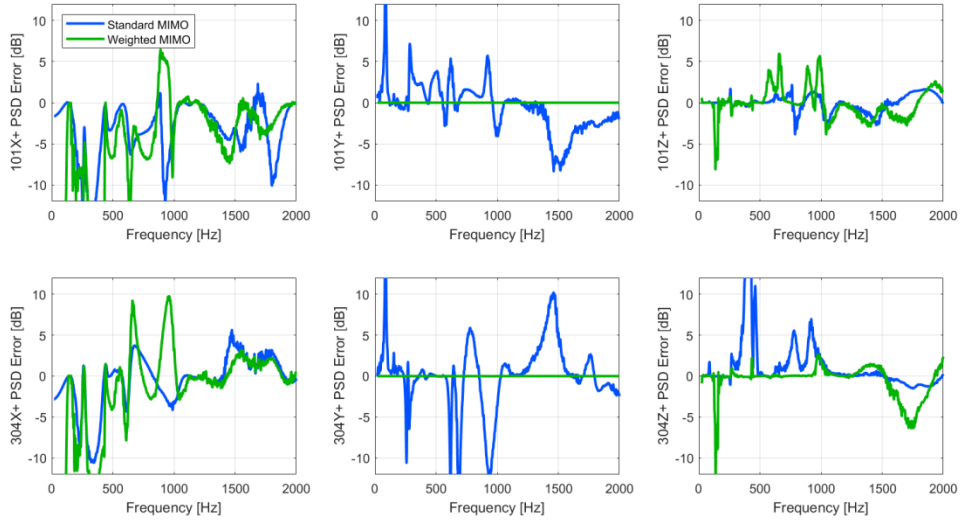 Standard MIMO
Weighted MIMO
101X+ PSD Error [dB]
10
5
0
-5
-10
0 500 1000 1500 2000
Frequency [Hz]
101Y+ PSD Error [dB]
10
5
0
-5
-10
0 500 1000 1500 2000
Frequency [Hz]
101Z+ PSD Error [dB]
10
5
0
-5
-10
0 500 1000 1500 2000
Frequency [Hz]
304X+ PSD Error [dB]
10
5
0
-5
-10
0 500 1000 1500 2000
Frequency [Hz]
304Y+ PSD Error [dB]
10
5
0
-5
-10
0 500 1000 1500 2000
Frequency [Hz]
304Z+ PSD Error [dB]
10
5
0
-5
-10
0 500 1000 1500 2000
Frequency [Hz]